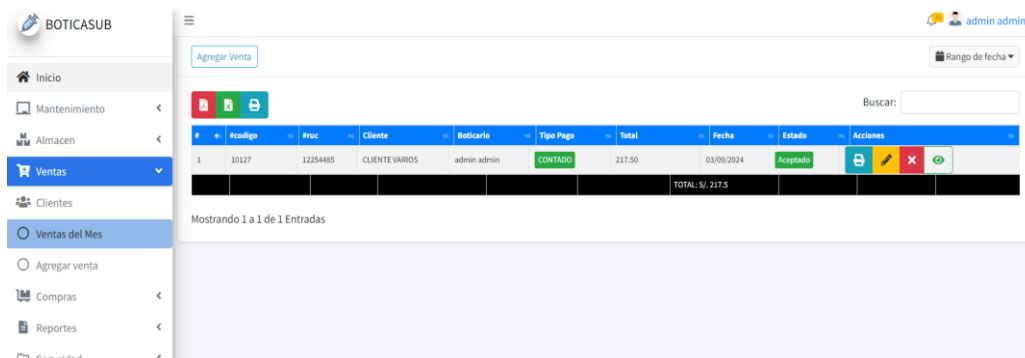 BOTICASUB
admin admin
Agregar Venta
Rango de fecha
Inicio
Mantenimiento
Almacen
Ventas
Clientes
Ventas del Mes
Agregar venta
Compras
Reportes
Seguridad
Buscar:
# #codigo #ruc Cliente Boticario Tipo Pago Total Fecha Estado Acciones
1 10127 12254485 CLIENTE VARIOS admin admin CONTADO 217.50 03/09/2024 Aceptado
TOTAL: S/. 217.5
Mostrando 1 a 1 de 1 Entradas